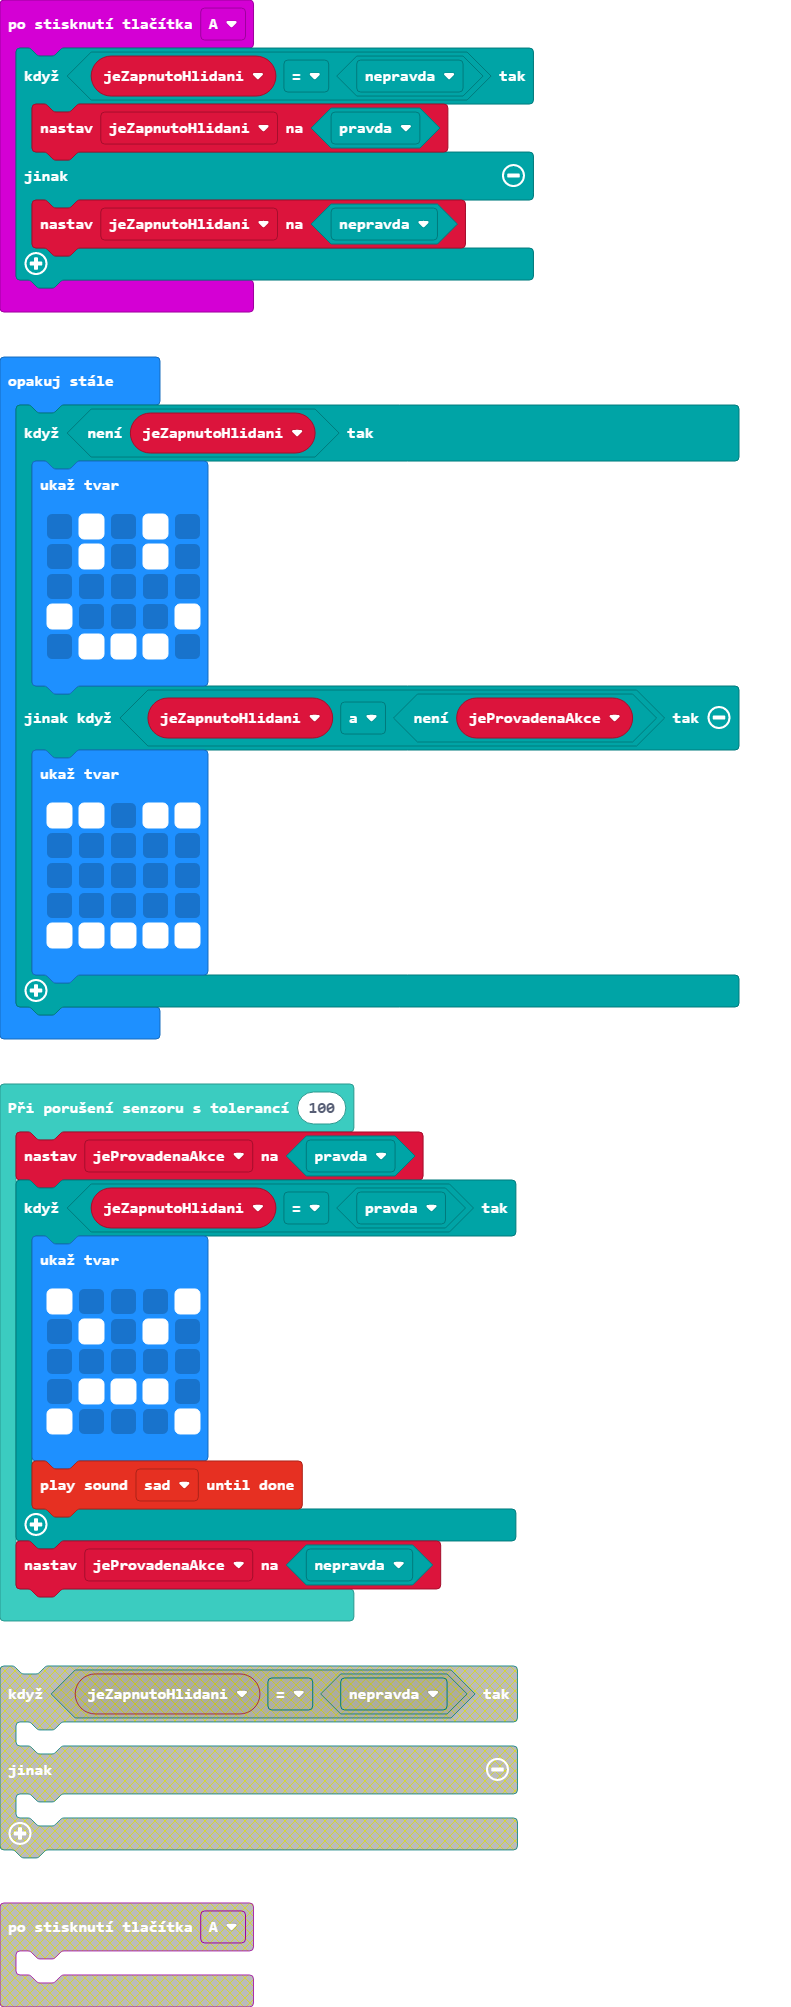 po stisknutí tlačítka A
když jeZapnutoHlidani = nepravda tak
nastav jeZapnutoHlidani na pravda
jinak
nastav jeZapnutoHlidani na nepravda
opakuj stále
když není jeZapnutoHlidani tak
ukaž tvar
jinak když jeZapnutoHlidani a není jeProvadenaAkce tak
ukaž tvar
Při porušení senzoru s tolerancí 100
nastav jeProvadenaAkce na pravda
když jeZapnutoHlidani = pravda tak
ukaž tvar
play sound sad until done
nastav jeProvadenaAkce na nepravda
když jeZapnutoHlidani = nepravda tak
jinak
po stisknutí tlačítka A